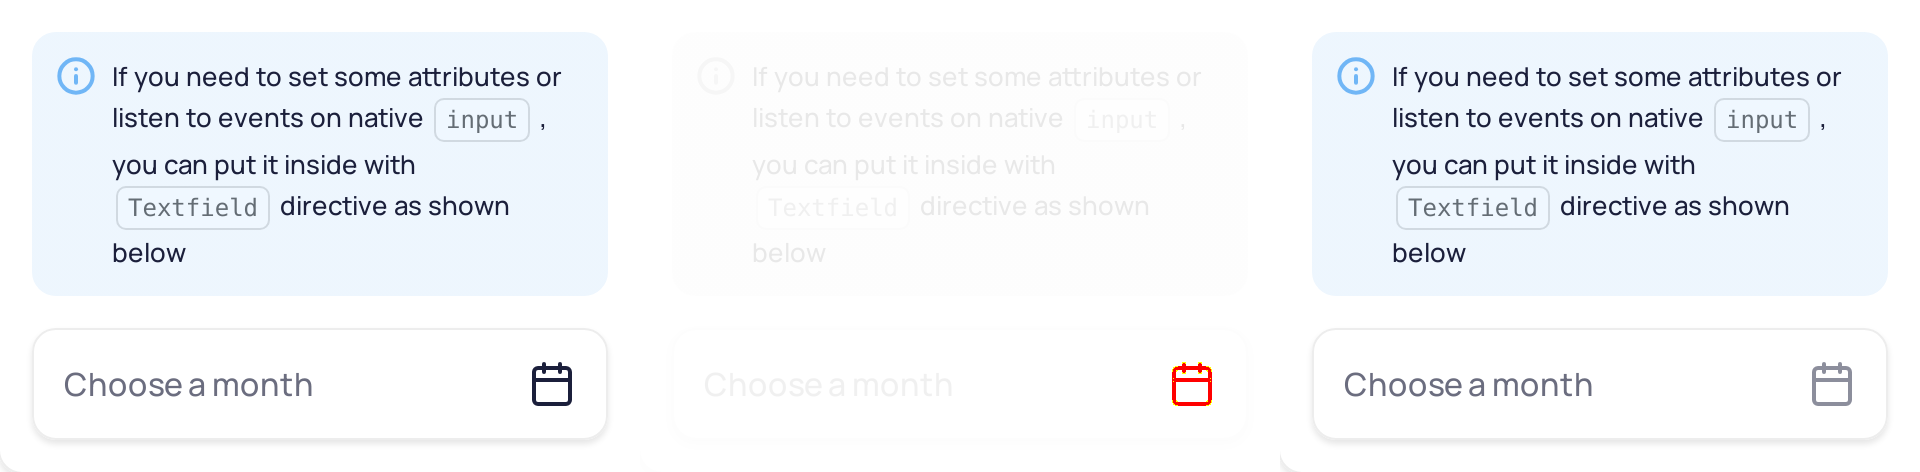 If you need to set some attributes or
listen to events on native input ,
you can put it inside with
Textfield directive as shown
below
Choose a month
If you need to set some attributes or
listen to events on native input ,
you can put it inside with
Textfield directive as shown
below
Choose a month
If you need to set some attributes or
listen to events on native input ,
you can put it inside with
Textfield directive as shown
below
Choose a month